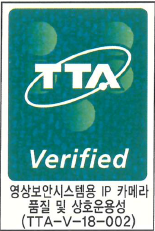 TTA
Verified
영상보안시스템용 IP 카메라
품질 및 상호운용성
(TTA-V-18-002)